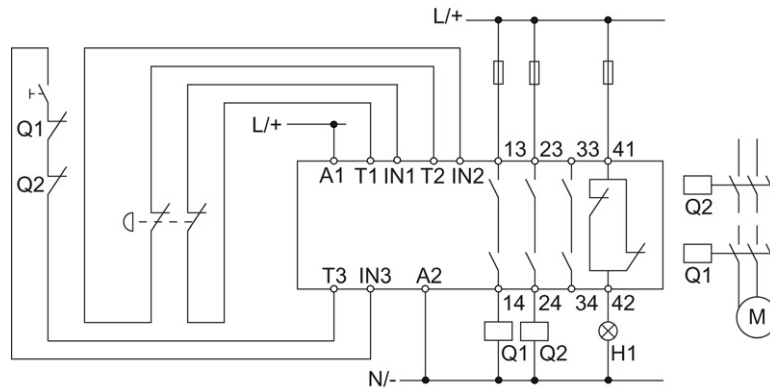 L/+
Q1
L/+
13 23 33 41
A1 T1 IN1 T2 IN2
Q2
Q2
T3 IN3 A2
Q1
14 24 34 42
M
Q1 Q2 H1
N/-